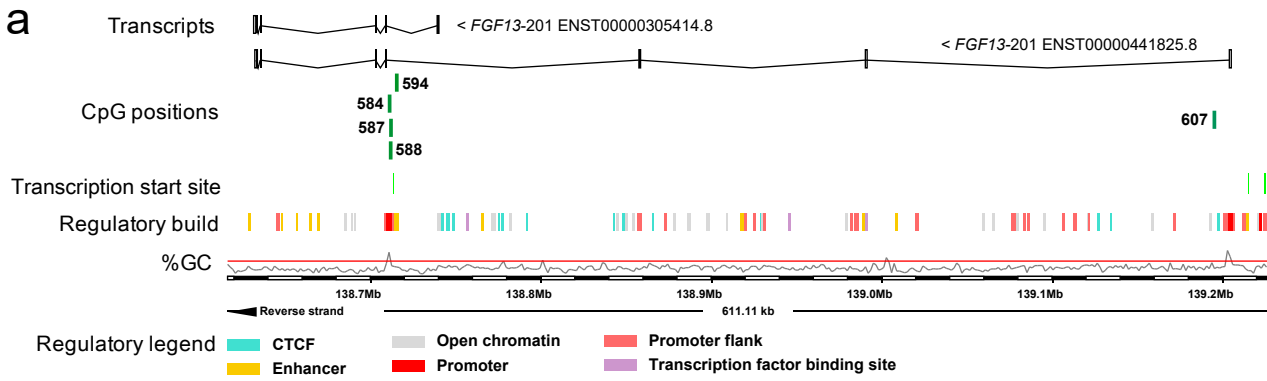 a
Transcripts
< FGF13-201 ENST00000305414.8
< FGF13-201 ENST00000441825.8
CpG positions
594
584
587
588
607
Transcription start site
Regulatory build
%GC
138.7Mb 138.8Mb 138.9Mb 139.0Mb 139.1Mb 139.2Mb
Reverse strand 611.11 kb
Regulatory legend
CTCF Open chromatin Promoter flank
Enhancer Promoter Transcription factor binding site